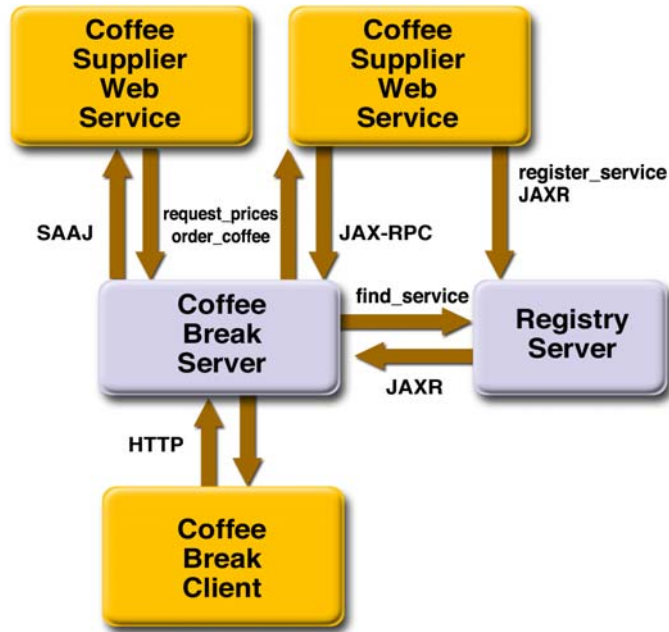 Coffee
Supplier
Web
Service
Coffee
Supplier
Web
Service
SAAJ
request_prices
order_coffee
JAX-RPC
register_service
JAXR
Coffee
Break
Server
find_service
JAXR
Registry
Server
HTTP
Coffee
Break
Client